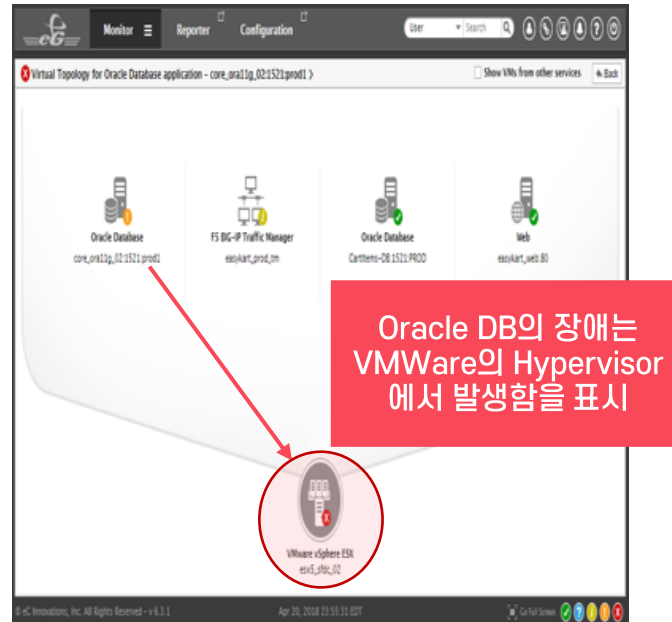 eG
Monitor
Reporter
Configuration
User
Search
Virtual Topology for Oracle Database application - core_ora11g_02:1521:prod1 >
Show VMs from other services
Back
Oracle Database
core_ora11g_02:1521:prod1
F5 BIG-IP Traffic Manager
easykart_prod_tm
Oracle Database
CartItems-DB:1521:PROD
Web
easykart_web:80
Oracle DB의 장애는
VMWare의 Hypervisor
에서 발생함을 표시
VMware vSphere ESX
esx5_sfdc_02
© eG Innovations, Inc. All Rights Reserved - v 6.3.1
Apr 20, 2018 23:55:31 EDT
Go Full Screen